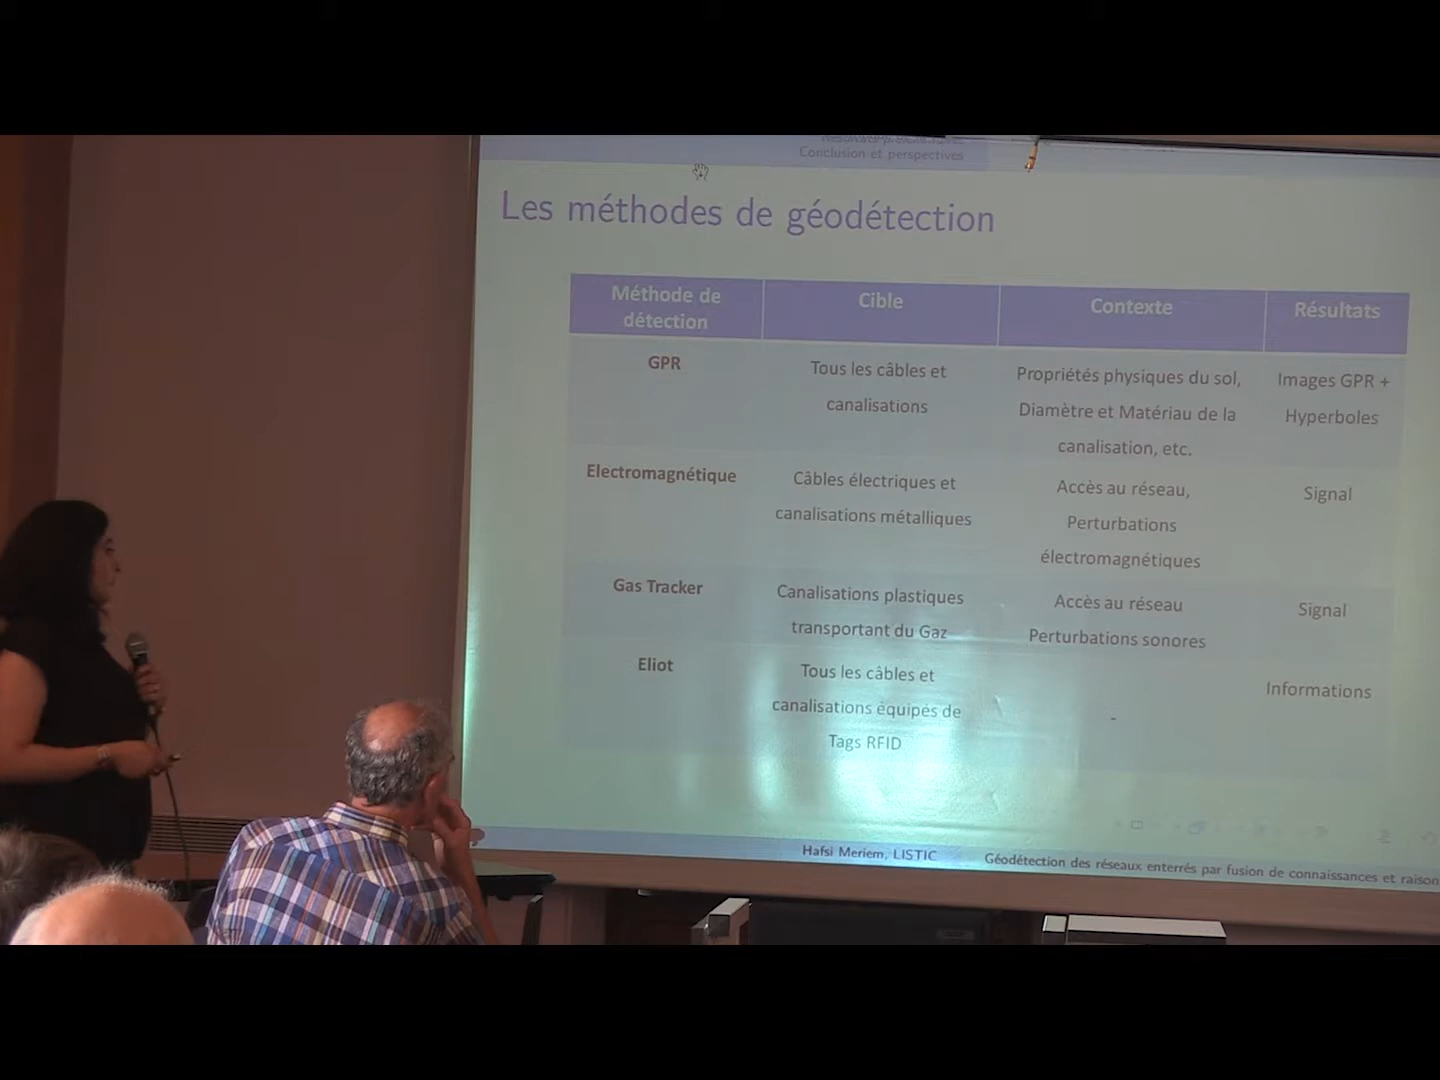 Conclusion et perspectives
Les méthodes de géodétection
Méthode de
détection
Cible
Contexte
Résultats
GPR
Tous les câbles et
canalisations
Propriétés physiques du sol,
Diamètre et Matériau de la
canalisation, etc.
Images GPR +
Hyperboles
Electromagnétique
Câbles électriques et
canalisations métalliques
Accès au réseau,
Perturbations
électromagnétiques
Signal
Gas Tracker
Canalisations plastiques
transportant du Gaz
Accès au réseau
Perturbations sonores
Signal
Eliot
Tous les câbles et
canalisations équipés de
Tags RFID
-
Informations
Hafsi Meriem, LISTIC
Géodétection des réseaux enterrés par fusion de connaissances et raison